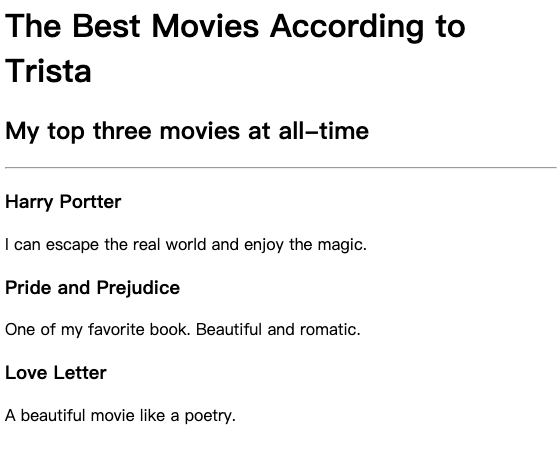 The Best Movies According to
Trista
My top three movies at all-time
Harry Portter
I can escape the real world and enjoy the magic.
Pride and Prejudice
One of my favorite book. Beautiful and romatic.
Love Letter
A beautiful movie like a poetry.